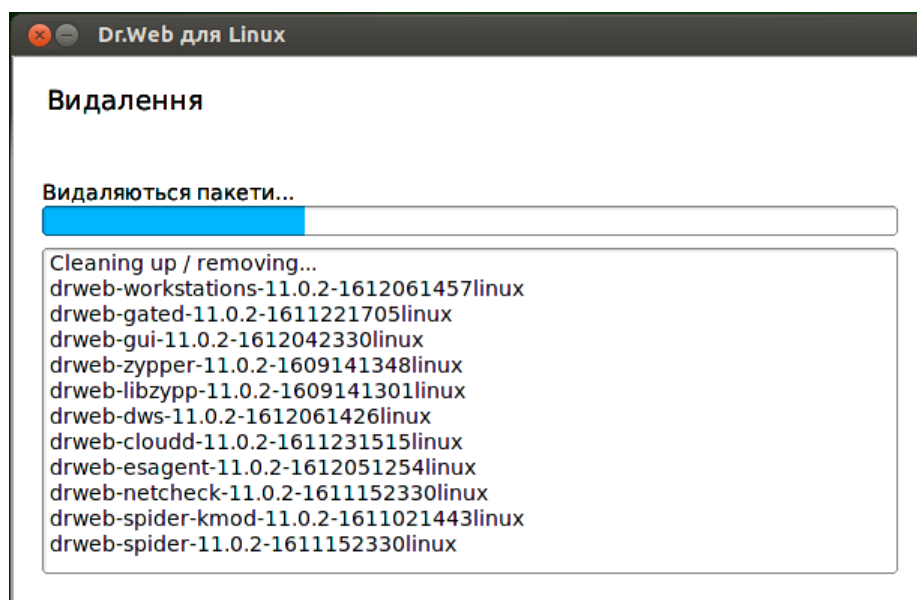 Dr.Web для Linux
Видалення
Видаляються пакети...
Cleaning up / removing...
drweb-workstations-11.0.2-1612061457linux
drweb-gated-11.0.2-1611221705linux
drweb-gui-11.0.2-1612042330linux
drweb-zypper-11.0.2-1609141348linux
drweb-libzypp-11.0.2-1609141301linux
drweb-dws-11.0.2-1612061426linux
drweb-cloudd-11.0.2-1611231515linux
drweb-esagent-11.0.2-1612051254linux
drweb-netcheck-11.0.2-1611152330linux
drweb-spider-kmod-11.0.2-1611021443linux
drweb-spider-11.0.2-1611152330linux